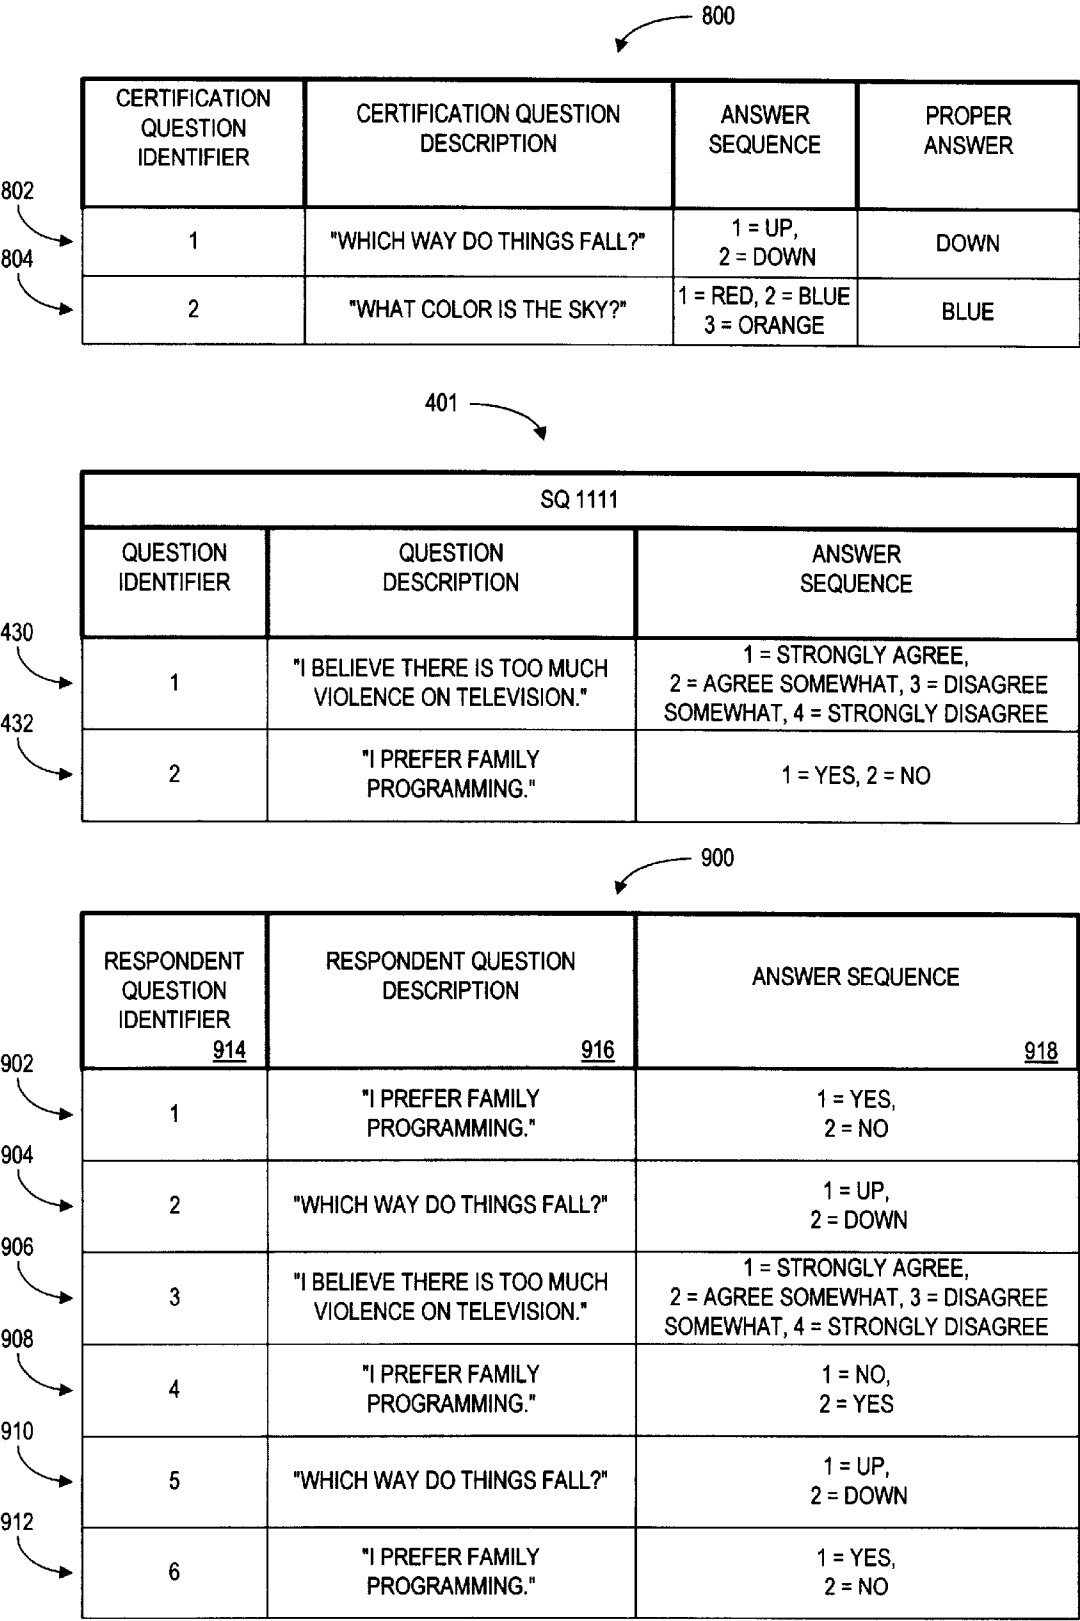 800
CERTIFICATION
QUESTION
IDENTIFIER
CERTIFICATION QUESTION
DESCRIPTION
ANSWER
SEQUENCE
PROPER
ANSWER
802
1
"WHICH WAY DO THINGS FALL?"
1 = UP,
2 = DOWN
DOWN
804
2
"WHAT COLOR IS THE SKY?"
1 = RED, 2 = BLUE
3 = ORANGE
BLUE
401
SQ 1111
QUESTION
IDENTIFIER
QUESTION
DESCRIPTION
ANSWER
SEQUENCE
430
1
"I BELIEVE THERE IS TOO MUCH
VIOLENCE ON TELEVISION."
1 = STRONGLY AGREE,
2 = AGREE SOMEWHAT, 3 = DISAGREE
SOMEWHAT, 4 = STRONGLY DISAGREE
432
2
"I PREFER FAMILY
PROGRAMMING."
1 = YES, 2 = NO
900
RESPONDENT
QUESTION
IDENTIFIER
914
RESPONDENT QUESTION
DESCRIPTION
916
ANSWER SEQUENCE
918
902
1
"I PREFER FAMILY
PROGRAMMING."
1 = YES,
2 = NO
904
2
"WHICH WAY DO THINGS FALL?"
1 = UP,
2 = DOWN
906
3
"I BELIEVE THERE IS TOO MUCH
VIOLENCE ON TELEVISION."
1 = STRONGLY AGREE,
2 = AGREE SOMEWHAT, 3 = DISAGREE
SOMEWHAT, 4 = STRONGLY DISAGREE
908
4
"I PREFER FAMILY
PROGRAMMING."
1 = NO,
2 = YES
910
5
"WHICH WAY DO THINGS FALL?"
1 = UP,
2 = DOWN
912
6
"I PREFER FAMILY
PROGRAMMING."
1 = YES,
2 = NO